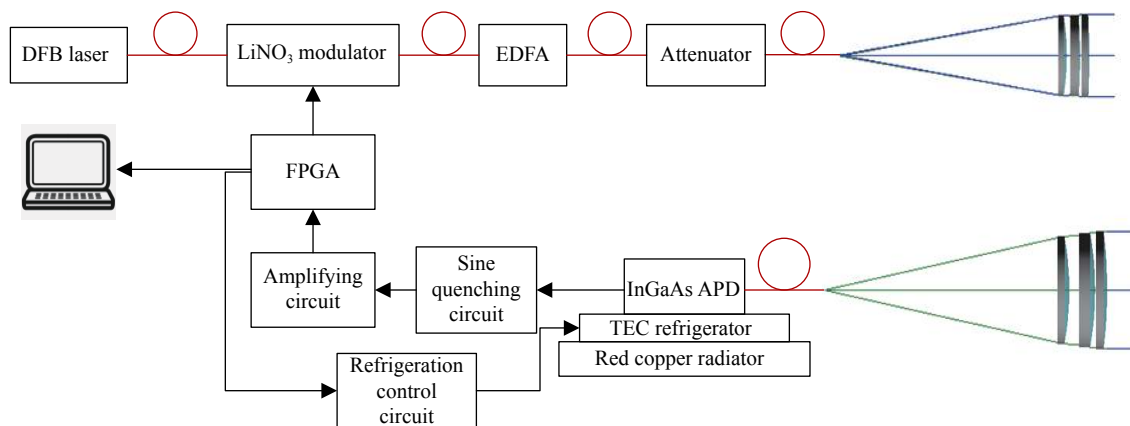 DFB laser
LiNO₃ modulator
EDFA
Attenuator
FPGA
Amplifying
circuit
Sine
quenching
circuit
InGaAs APD
TEC refrigerator
Red copper radiator
Refrigeration
control
circuit